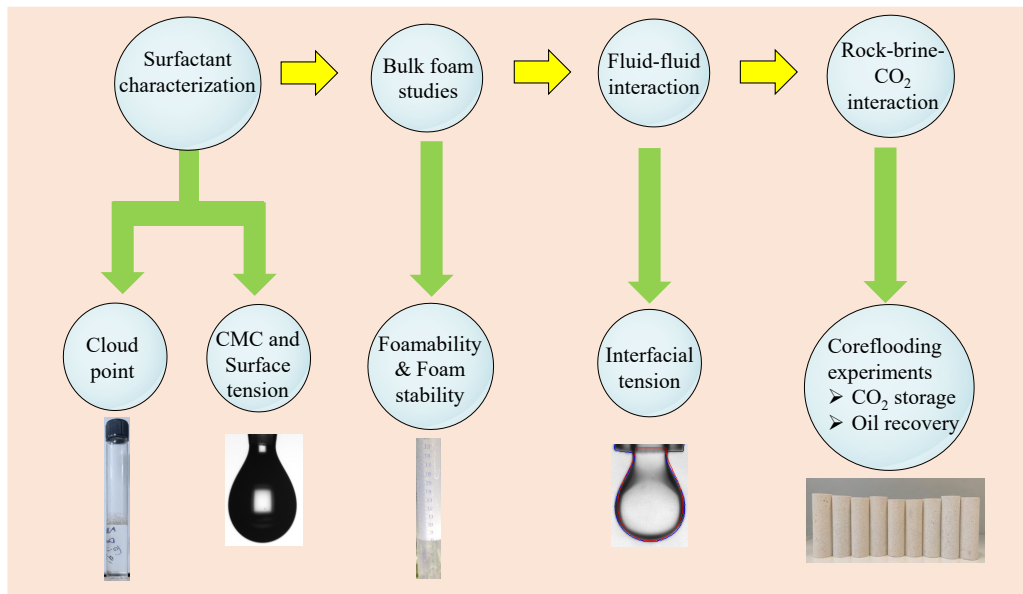 Surfactant
characterization
Bulk foam
studies
Fluid-fluid
interaction
Rock-brine-
CO₂
interaction
Cloud
point
CMC and
Surface
tension
Foamability
& Foam
stability
Interfacial
tension
Coreflooding
experiments
➢ CO₂ storage
➢ Oil recovery